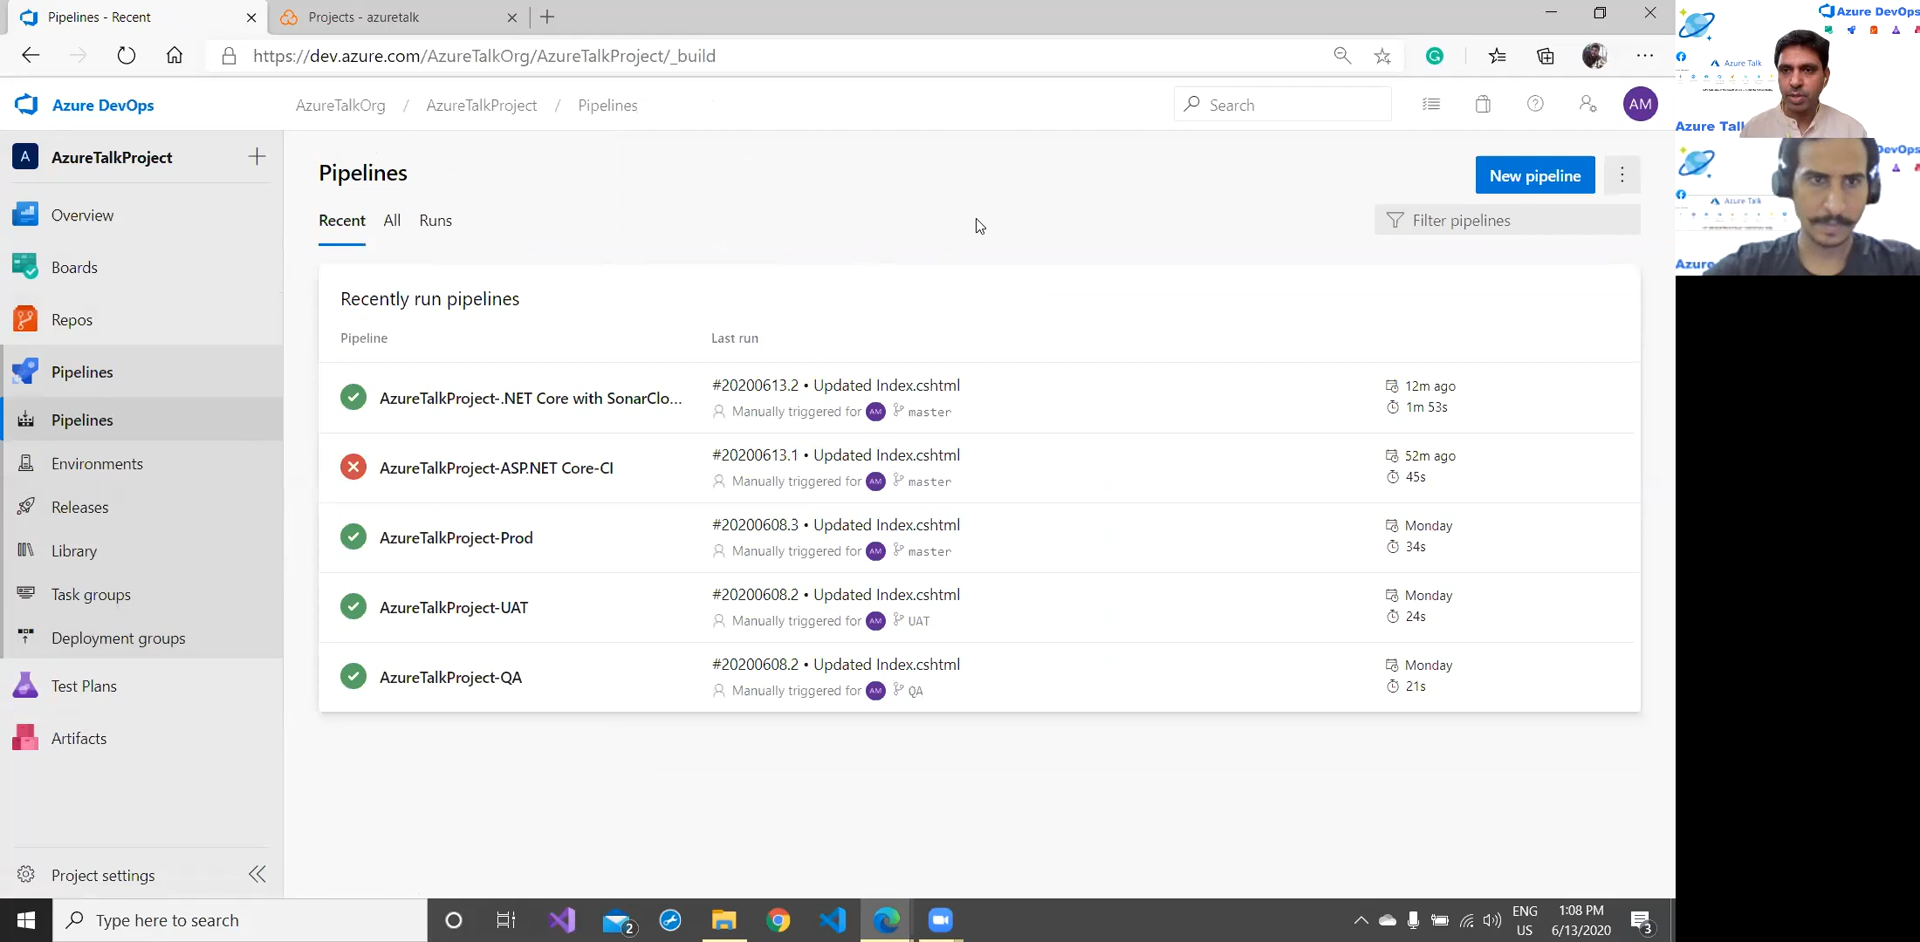 Pipelines - Recent
Projects - azuretalk
https://dev.azure.com/AzureTalkOrg/AzureTalkProject/_build
Azure DevOps
AzureTalkOrg / AzureTalkProject / Pipelines
Search
AM
A AzureTalkProject
Overview
Boards
Repos
Pipelines
Pipelines
Environments
Releases
Library
Task groups
Deployment groups
Test Plans
Artifacts
Project settings
Pipelines
New pipeline
Recent All Runs
Filter pipelines
Recently run pipelines
Pipeline Last run
AzureTalkProject-.NET Core with SonarClo...
#20200613.2 • Updated Index.cshtml
Manually triggered for AM master
12m ago
1m 53s
AzureTalkProject-ASP.NET Core-CI
#20200613.1 • Updated Index.cshtml
Manually triggered for AM master
52m ago
45s
AzureTalkProject-Prod
#20200608.3 • Updated Index.cshtml
Manually triggered for AM master
Monday
34s
AzureTalkProject-UAT
#20200608.2 • Updated Index.cshtml
Manually triggered for AM UAT
Monday
24s
AzureTalkProject-QA
#20200608.2 • Updated Index.cshtml
Manually triggered for AM QA
Monday
21s
Azure DevOps
Azure Talk
Azure Tal
DevOps
Azure Talk
Azure
Type here to search
2
ENG
US
1:08 PM
6/13/2020
3